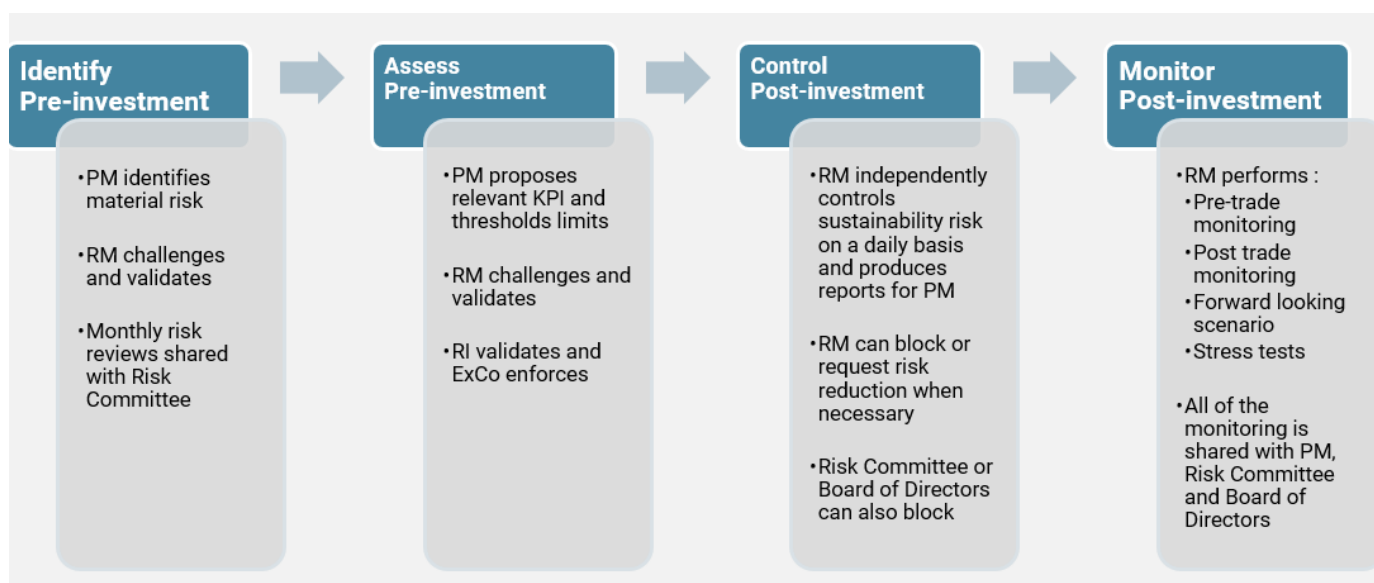 Identify
Pre-investment
•PM identifies
material risk
•RM challenges
and validates
•Monthly risk
reviews shared
with Risk
Committee
Assess
Pre-investment
•PM proposes
relevant KPI and
thresholds limits
•RM challenges and
validates
•RI validates and
ExCo enforces
Control
Post-investment
•RM independently
controls
sustainability risk
on a daily basis
and produces
reports for PM
•RM can block or
request risk
reduction when
necessary
•Risk Committee or
Board of Directors
can also block
Monitor
Post-investment
•RM performs :
•Pre-trade
monitoring
•Post trade
monitoring
•Forward looking
scenario
•Stress tests
•All of the
monitoring is
shared with PM,
Risk Committee
and Board of
Directors